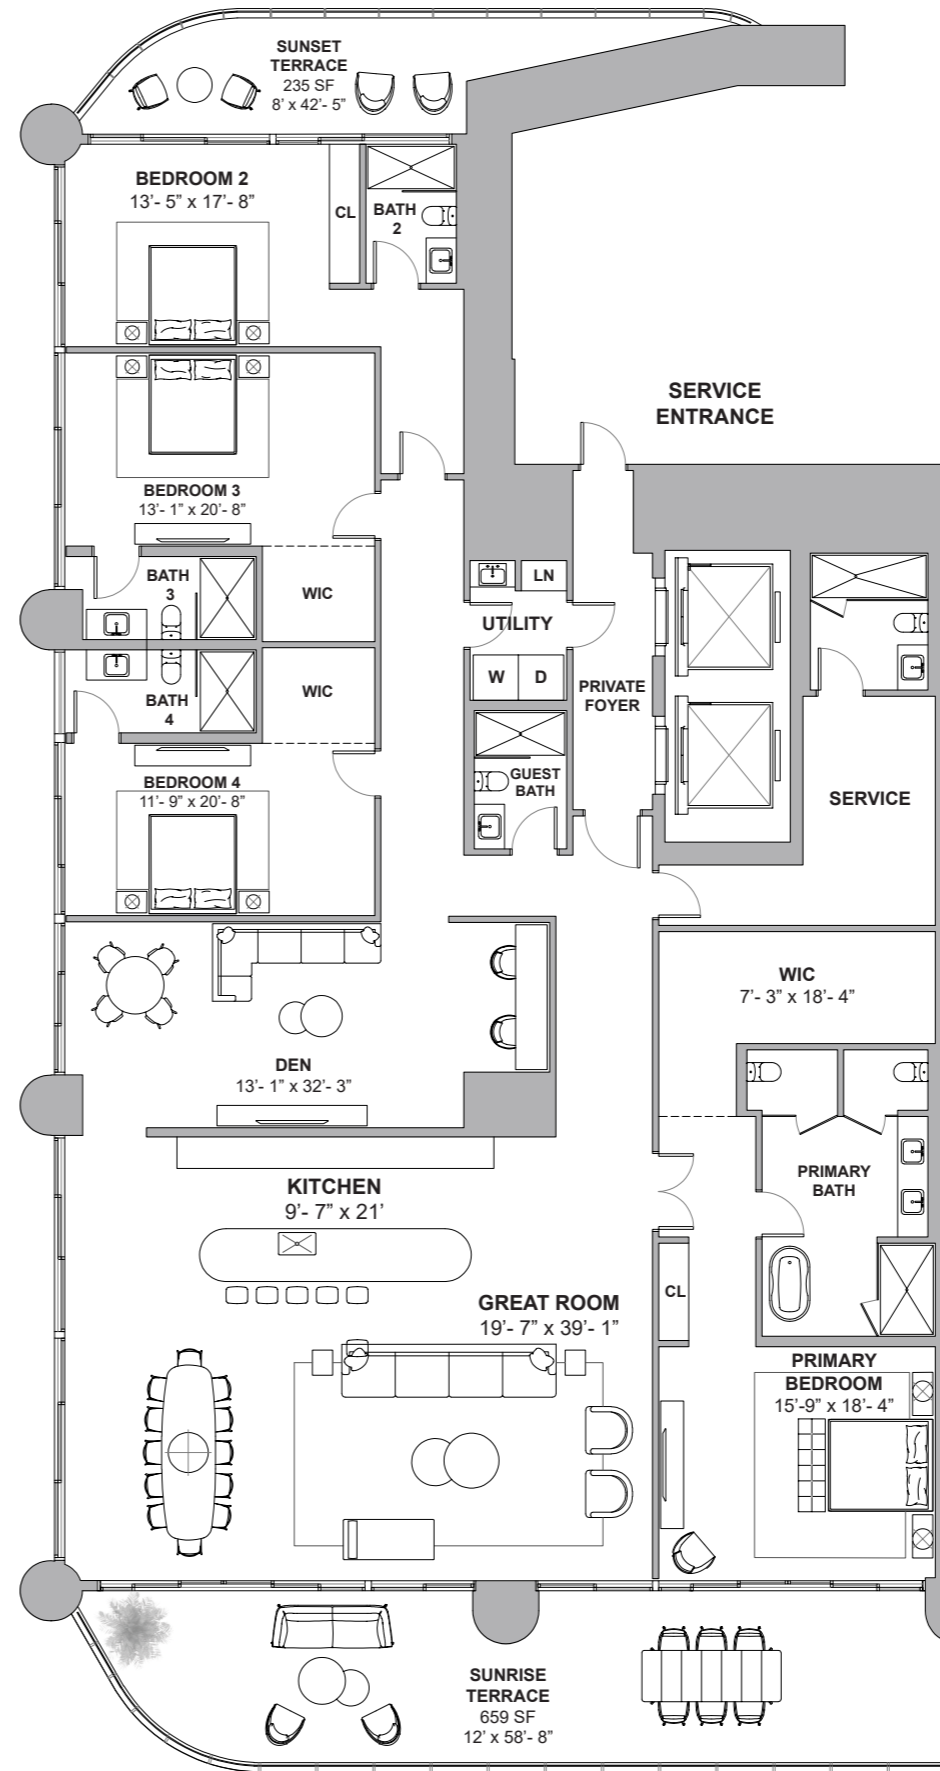 SUNSET
TERRACE
235 SF
8' x 42'- 5"
BEDROOM 2
13'- 5" x 17'- 8"
CL
BATH
2
SERVICE
ENTRANCE
BEDROOM 3
13'- 1" x 20'- 8"
BATH
3
WIC
LN
UTILITY
W
D
PRIVATE
FOYER
WIC
BATH
4
GUEST
BATH
BEDROOM 4
11'- 9" x 20'- 8"
SERVICE
WIC
7'- 3" x 18'- 4"
DEN
13'- 1" x 32'- 3"
PRIMARY
BATH
KITCHEN
9'- 7" x 21'
CL
GREAT ROOM
19'- 7" x 39'- 1"
PRIMARY
BEDROOM
15'-9" x 18'- 4"
SUNRISE
TERRACE
659 SF
12' x 58'- 8"